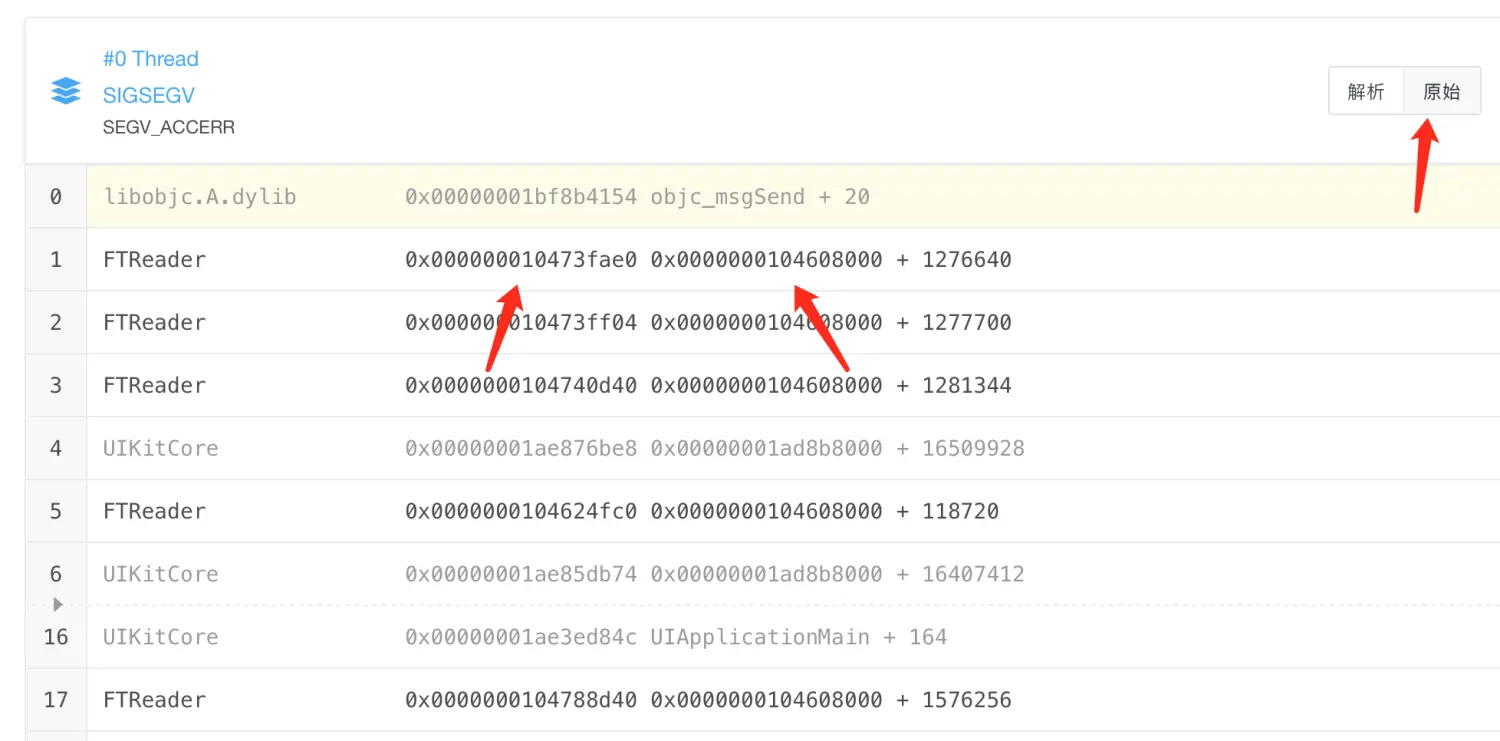 #0 Thread
SIGSEGV
SEGV_ACCERR
解析 原始
0 libobjc.A.dylib 0x00000001bf8b4154 objc_msgSend + 20
1 FTReader 0x000000010473fae0 0x0000000104608000 + 1276640
2 FTReader 0x000000010473ff04 0x0000000104608000 + 1277700
3 FTReader 0x0000000104740d40 0x0000000104608000 + 1281344
4 UIKitCore 0x00000001ae876be8 0x00000001ad8b8000 + 16509928
5 FTReader 0x0000000104624fc0 0x0000000104608000 + 118720
6 UIKitCore 0x00000001ae85db74 0x00000001ad8b8000 + 16407412
16 UIKitCore 0x00000001ae3ed84c UIApplicationMain + 164
17 FTReader 0x0000000104788d40 0x0000000104608000 + 1576256